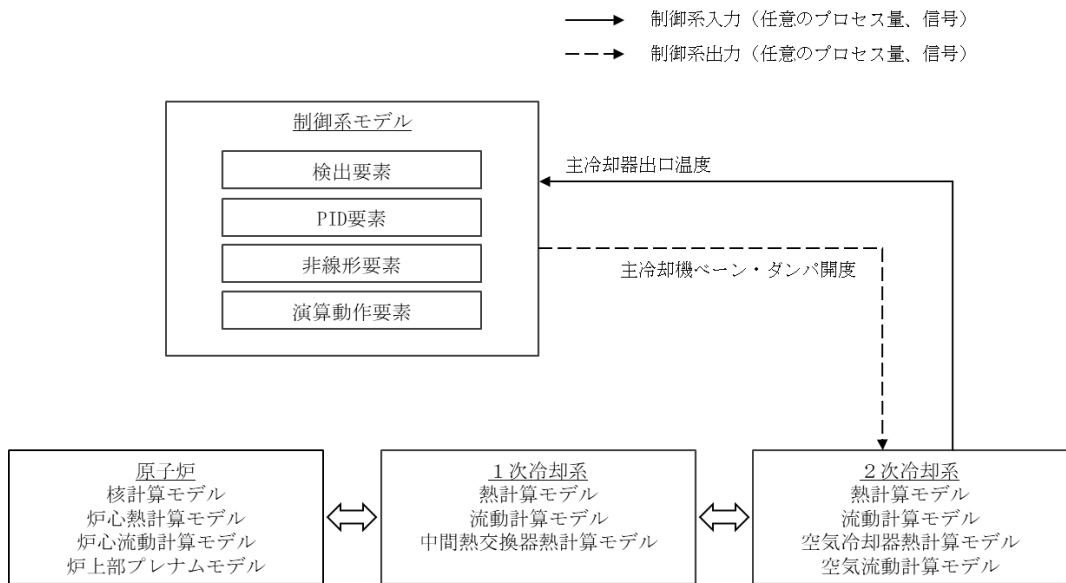 制御系入力（任意のプロセス量、信号）
制御系出力（任意のプロセス量、信号）
制御系モデル
検出要素
PID要素
非線形要素
演算動作要素
主冷却器出口温度
主冷却機ベーン・ダンパ開度
原子炉
核計算モデル
炉心熱計算モデル
炉心流動計算モデル
炉上部プレナムモデル
１次冷却系
熱計算モデル
流動計算モデル
中間熱交換器熱計算モデル
２次冷却系
熱計算モデル
流動計算モデル
空気冷却器熱計算モデル
空気流動計算モデル